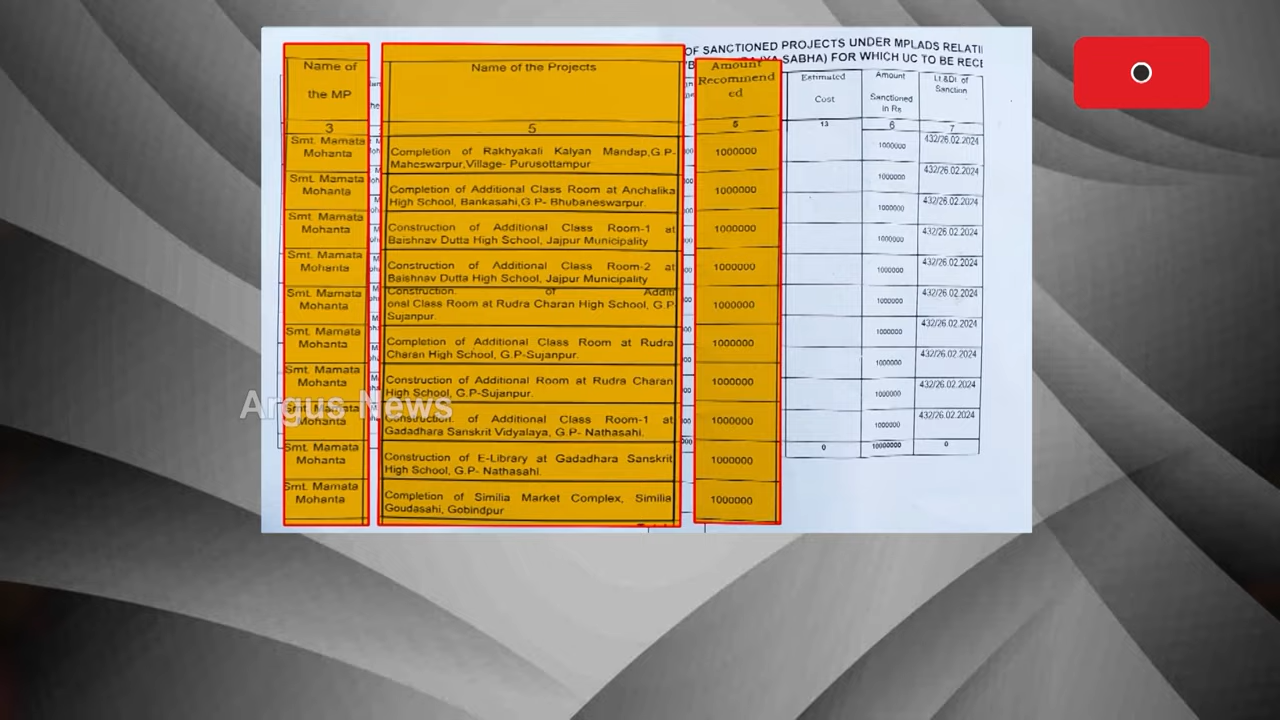 OF SANCTIONED PROJECTS UNDER MPLADS RELATI
SABHA) FOR WHICH UC TO BE RECE
Name of the MP
Name of the Projects
Amount Recommend ed
Estimated Cost
Amount Sanctioned in Rs
Lt.&Dt. of Sanction
3
5
6
13
6
7
Smt. Mamata Mohanta
Completion of Rakhyakali Kalyan Mandap,G.P-
Maheswarpur,Village- Purusottampur
1000000
1000000
432/26.02.2024
Smt. Mamata Mohanta
Completion of Additional Class Room at Anchalika
High School, Bankasahi,G.P- Bhubaneswarpur.
1000000
1000000
432/26.02.2024
Smt. Mamata Mohanta
Construction of Additional Class Room-1 at
Baishnav Dutta High School, Jajpur Municipality
1000000
1000000
432/26.02.2024
Smt. Mamata Mohanta
Construction of Additional Class Room-2 at
Baishnav Dutta High School, Jajpur Municipality
1000000
1000000
432/26.02.2024
Smt. Mamata Mohanta
Construction. of Additi
onal Class Room at Rudra Charan High School, G.P-
Sujanpur.
1000000
1000000
432/26.02.2024
Smt. Mamata Mohanta
Completion of Additional Class Room at Rudra
Charan High School, G.P-Sujanpur.
1000000
1000000
432/26.02.2024
Smt. Mamata Mohanta
Construction of Additional Room at Rudra Charan
High School, G.P-Sujanpur.
1000000
1000000
432/26.02.2024
Smt. Mamata Mohanta
Construction. of Additional Class Room-1 at
Gadadhara Sanskrit Vidyalaya, G.P- Nathasahi.
1000000
1000000
432/26.02.2024
Smt. Mamata Mohanta
Construction of E-Library at Gadadhara Sanskrit
High School, G.P- Nathasahi.
1000000
1000000
432/26.02.2024
Smt. Mamata Mohanta
Completion of Similia Market Complex, Similia
Goudasahi, Gobindpur
1000000
1000000
432/26.02.2024
0
10000000
0
Argus News